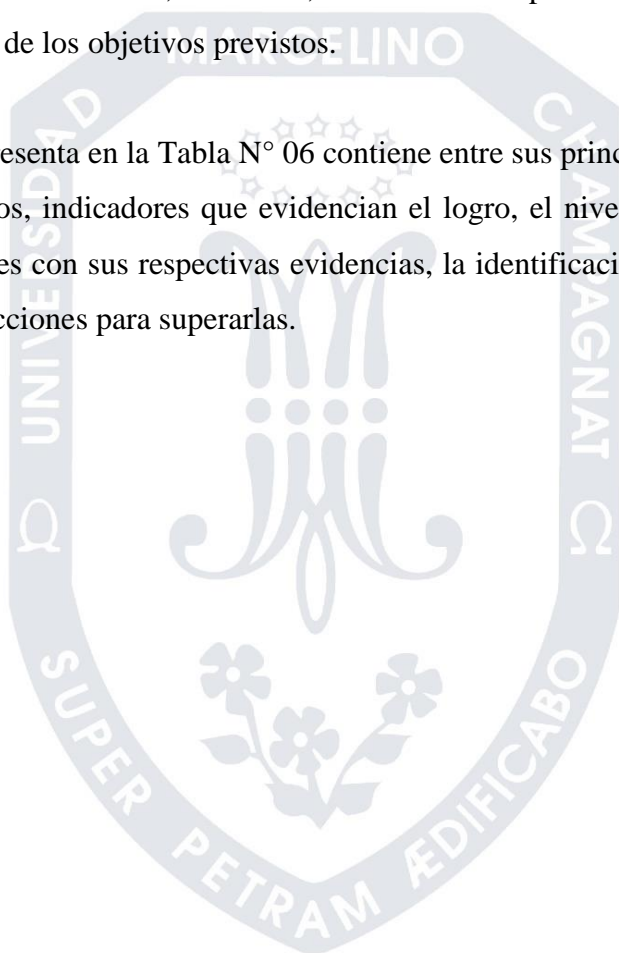 de los objetivos previstos.
resenta en la Tabla N° 06 contiene entre sus princ
os, indicadores que evidencian el logro, el nive
es con sus respectivas evidencias, la identificaci
cciones para superarlas.
UNIVERSIDAD MARCELINO CHAMPAGNAT
SUPER PETRAM ÆDIFICABO
Ω Ω